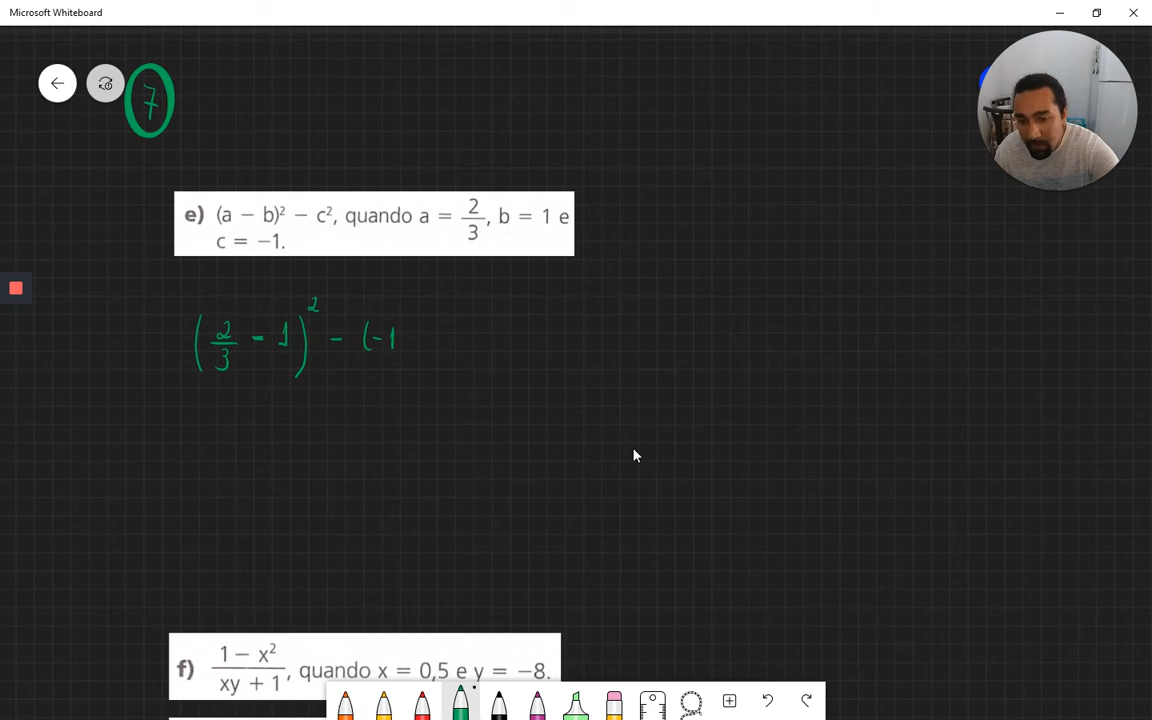 Microsoft Whiteboard
7
e) (a − b)² − c², quando a = 2/3, b = 1 e
c = −1.
(2/3 - 1)² - (-1
f) 1 − x²/xy + 1, quando x = 0,5 e y = −8.